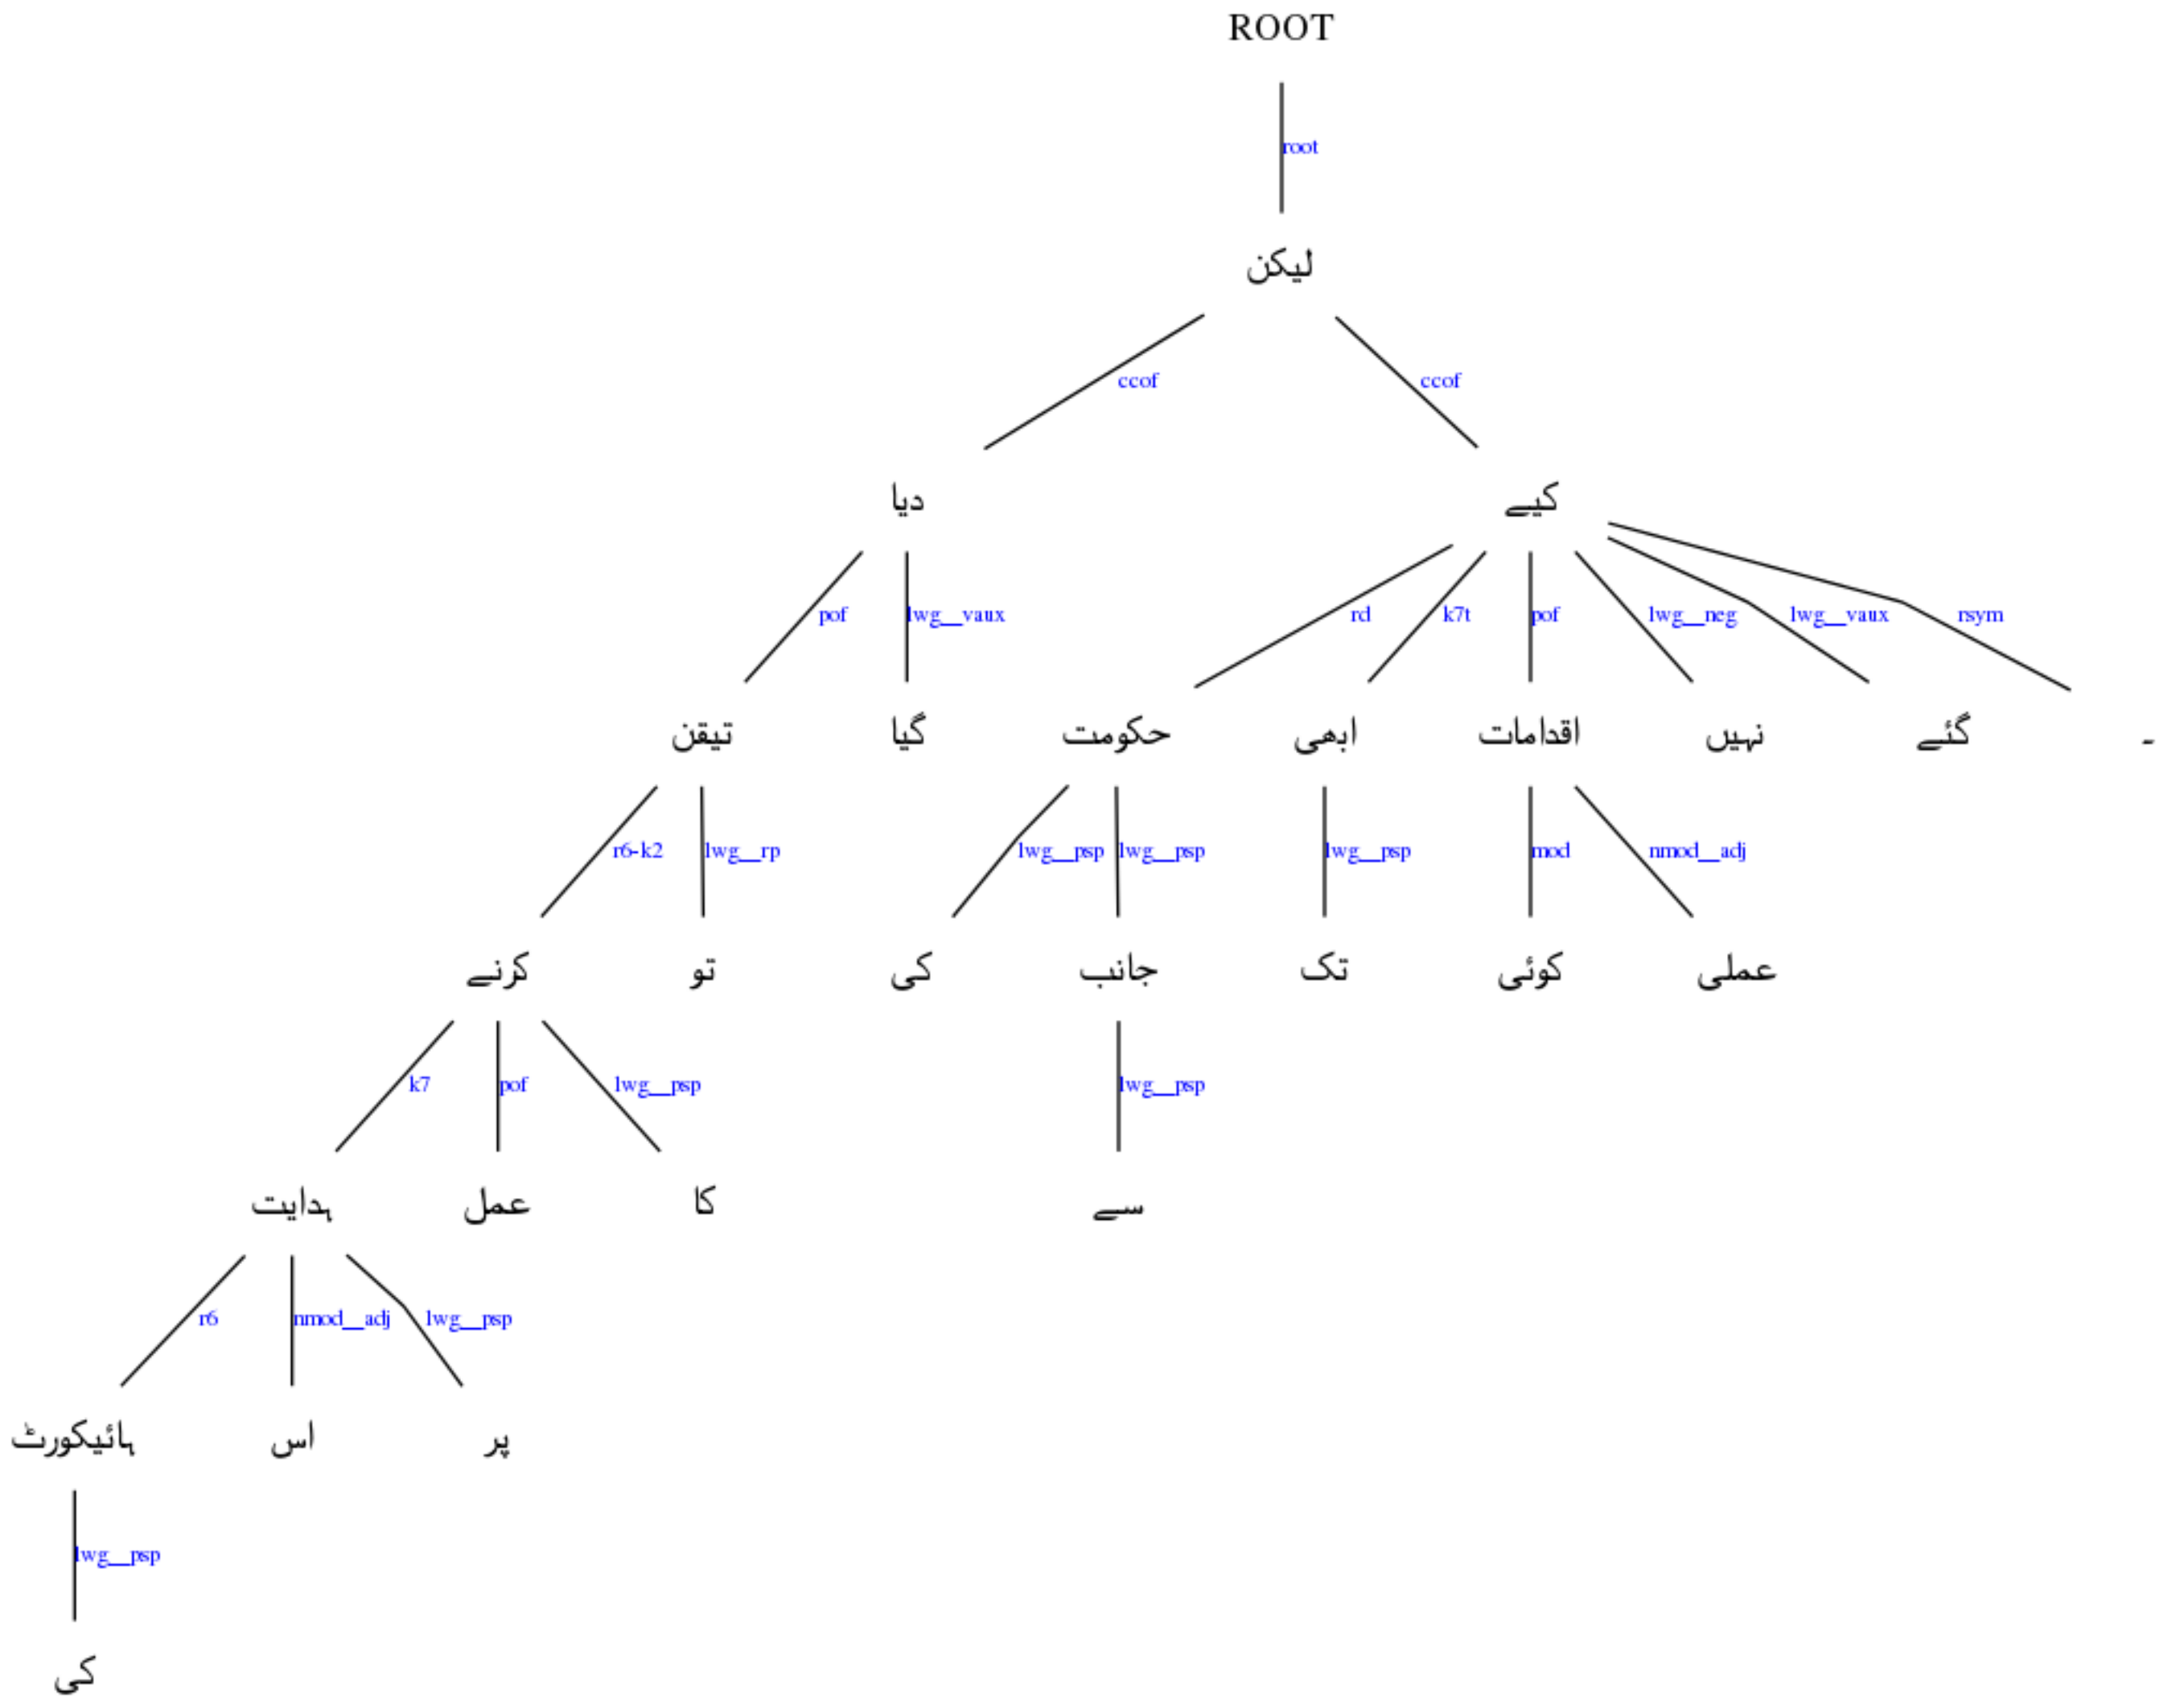 ROOT
root
لیکن
ccof ccof
دیا کیے
pof lwg__vaux rd k7t pof lwg__neg lwg__vaux rsym
تیقن گیا حکومت ابھی اقدامات نہیں گئے ۔
r6-k2 lwg__rp lwg__psp lwg__psp lwg__psp mod nmod__adj
کرنے تو کی جانب تک کوئی عملی
k7 pof lwg__psp lwg__psp
ہدایت عمل کا سے
r6 nmod__adj lwg__psp
ہائیکورٹ اس پر
lwg__psp
کی